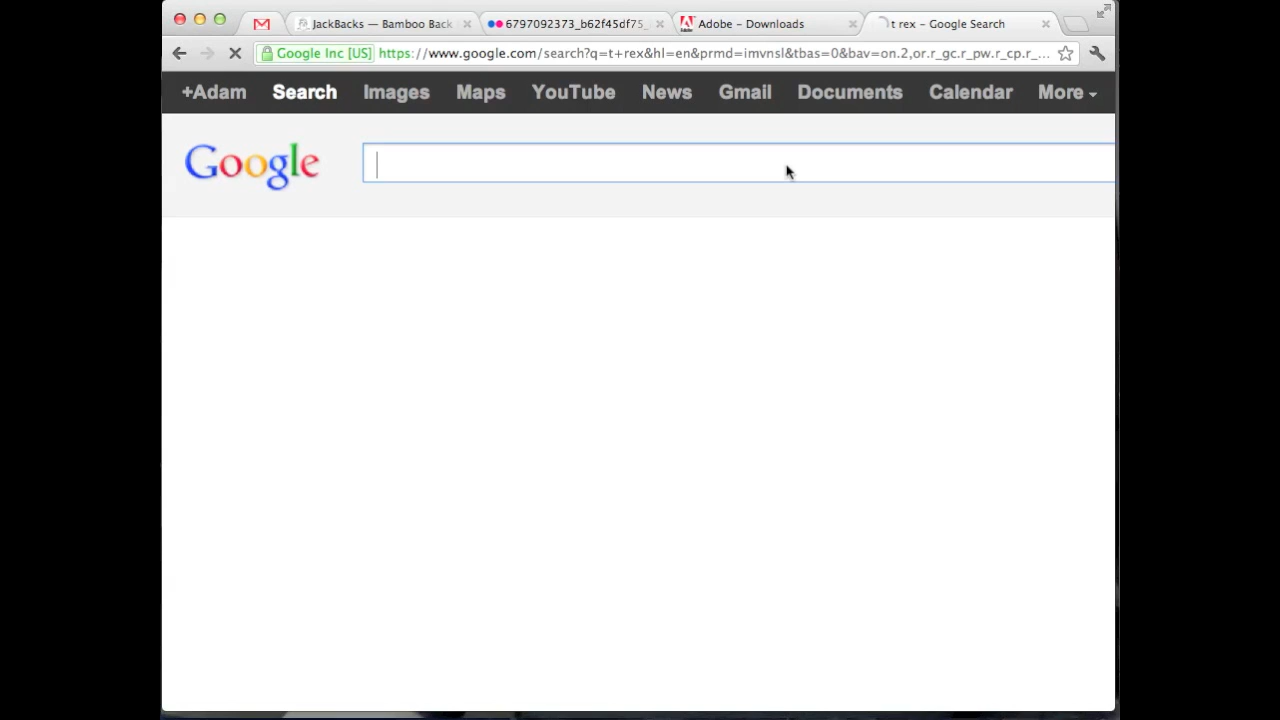 JackBacks — Bamboo Back
6797092373_b62f45df75_
Adobe – Downloads
t rex – Google Search
Google Inc [US]
https://www.google.com/search?q=t+rex&hl=en&prmd=imvnsl&tbas=0&bav=on.2,or.r_gc.r_pw.r_cp.r_...
+Adam Search Images Maps YouTube News Gmail Documents Calendar More
Google